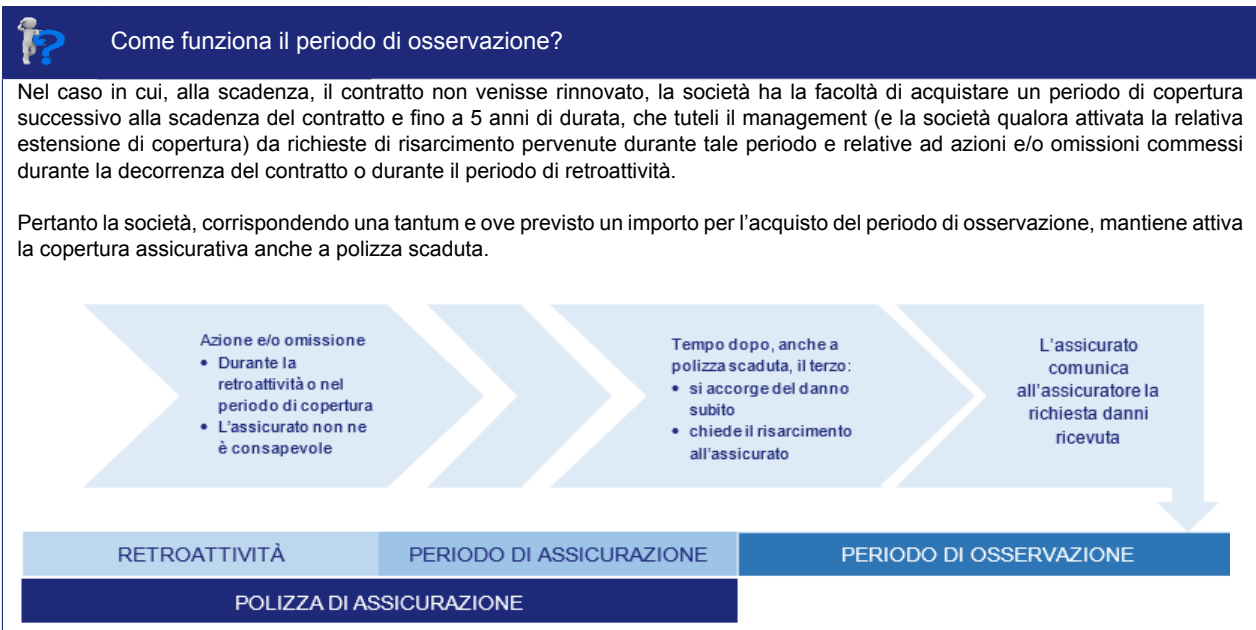 Come funziona il periodo di osservazione?
Nel caso in cui, alla scadenza, il contratto non venisse rinnovato, la società ha la facoltà di acquistare un periodo di copertura
successivo alla scadenza del contratto e fino a 5 anni di durata, che tuteli il management (e la società qualora attivata la relativa
estensione di copertura) da richieste di risarcimento pervenute durante tale periodo e relative ad azioni e/o omissioni commessi
durante la decorrenza del contratto o durante il periodo di retroattività.
Pertanto la società, corrispondendo una tantum e ove previsto un importo per l'acquisto del periodo di osservazione, mantiene attiva
la copertura assicurativa anche a polizza scaduta.
Azione e/o omissione
• Durante la
retroattività o nel
periodo di copertura
• L'assicurato non ne
è consapevole
Tempo dopo, anche a
polizza scaduta, il terzo:
• si accorge del danno
subito
• chiede il risarcimento
all'assicurato
L'assicurato
comunica
all'assicuratore la
richiesta danni
ricevuta
RETROATTIVITÀ
PERIODO DI ASSICURAZIONE
PERIODO DI OSSERVAZIONE
POLIZZA DI ASSICURAZIONE